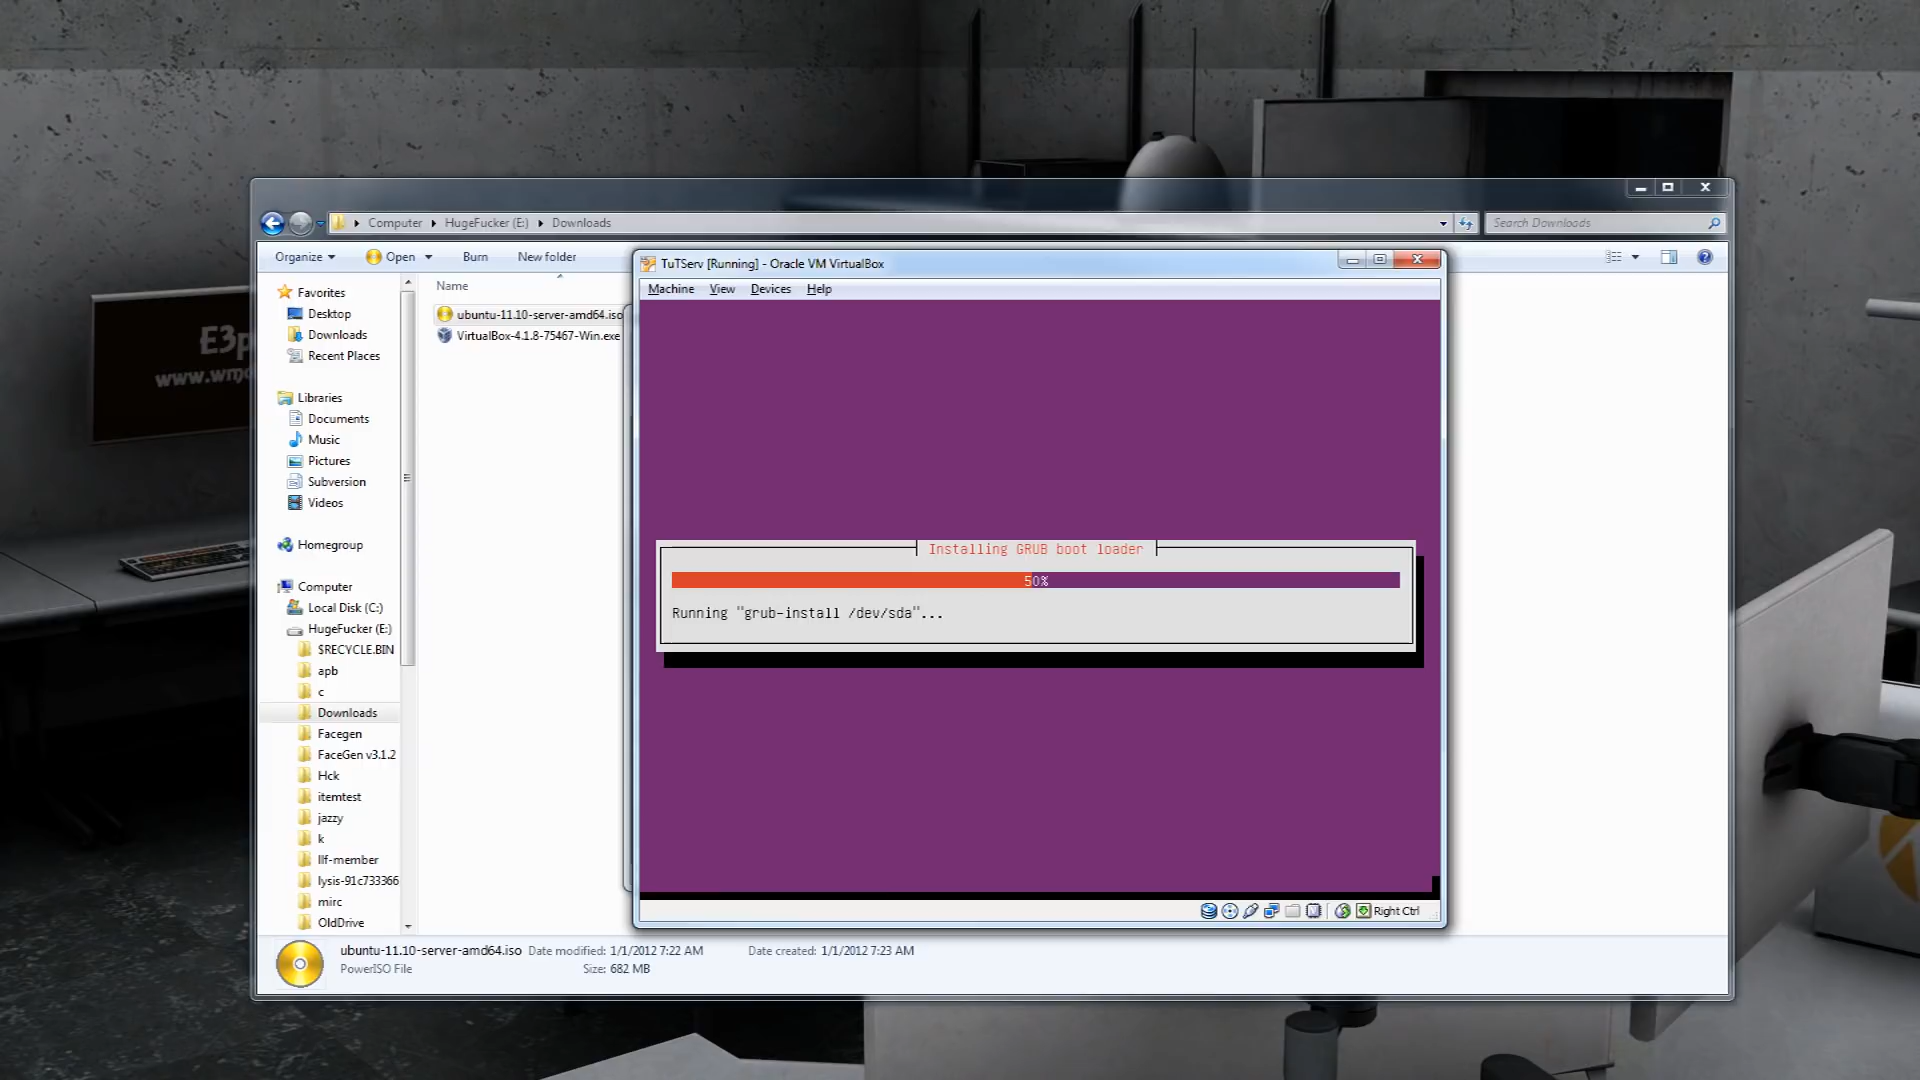 Computer HugeFucker (E:) Downloads
Search Downloads
Organize Open Burn New folder
TuTServ [Running] - Oracle VM VirtualBox
Machine View Devices Help
Name
ubuntu-11.10-server-amd64.iso
VirtualBox-4.1.8-75467-Win.exe
Favorites
Desktop
Downloads
Recent Places
Libraries
Documents
Music
Pictures
Subversion
Videos
Homegroup
Computer
Local Disk (C:)
HugeFucker (E:)
$RECYCLE.BIN
apb
c
Downloads
Facegen
FaceGen v3.1.2
Hck
itemtest
jazzy
k
llf-member
lysis-91c733366
mirc
OldDrive
Installing GRUB boot loader
50%
Running "grub-install /dev/sda"...
Right Ctrl
ubuntu-11.10-server-amd64.iso Date modified: 1/1/2012 7:22 AM Date created: 1/1/2012 7:23 AM
PowerISO File Size: 682 MB